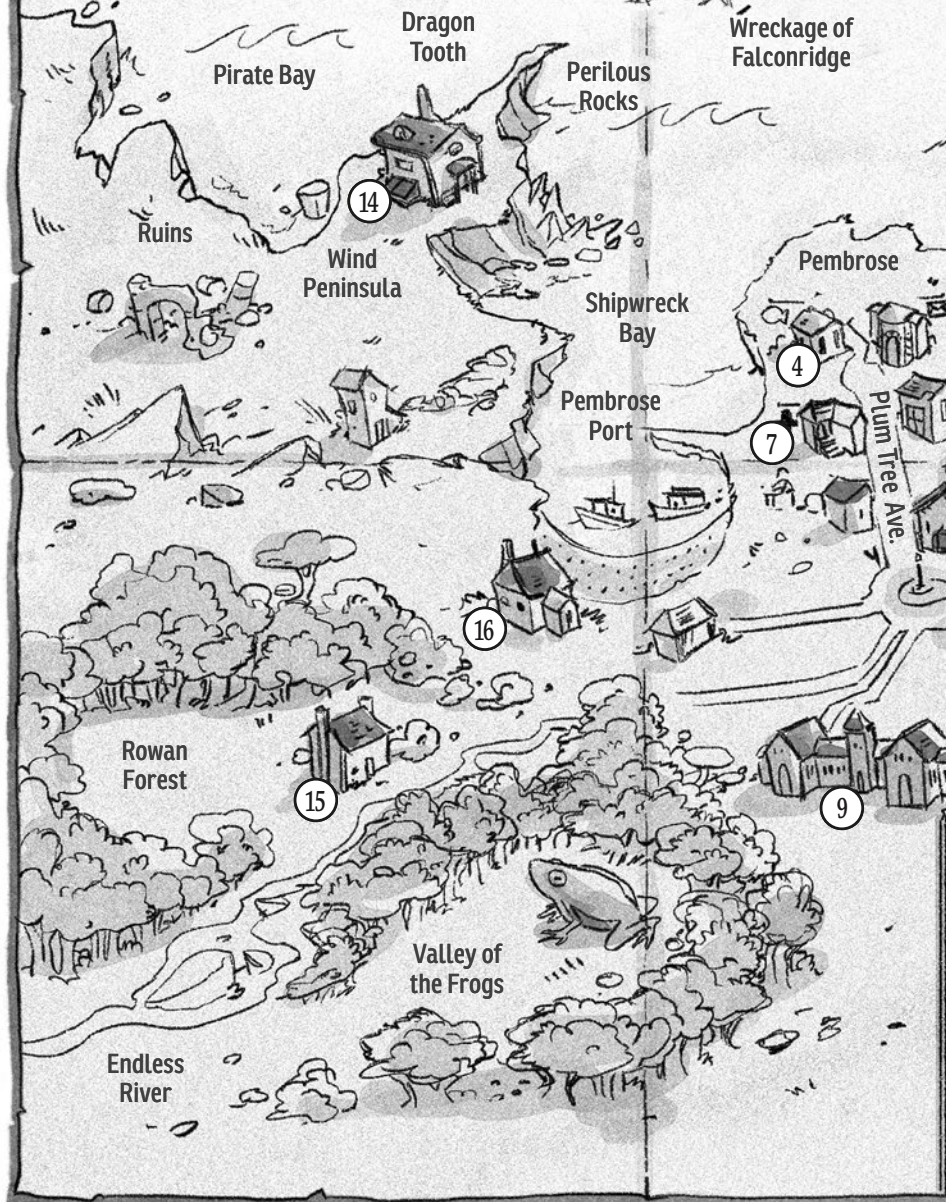 Dragon
Tooth
Wreckage of
Falconridge
Pirate Bay
Perilous
Rocks
14
Ruins
Wind
Peninsula
Pembrose
Shipwreck
Bay
4
Pembrose
Port
7
Plum Tree Ave.
16
Rowan
Forest
15
9
Valley of
the Frogs
Endless
River